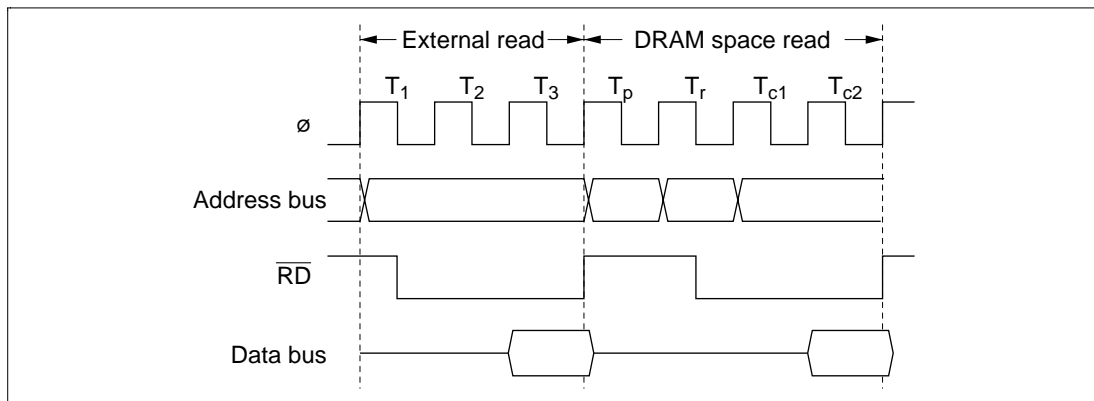 External read DRAM space read
T1 T2 T3 Tp Tr Tc1 Tc2
ø
Address bus
RD
Data bus